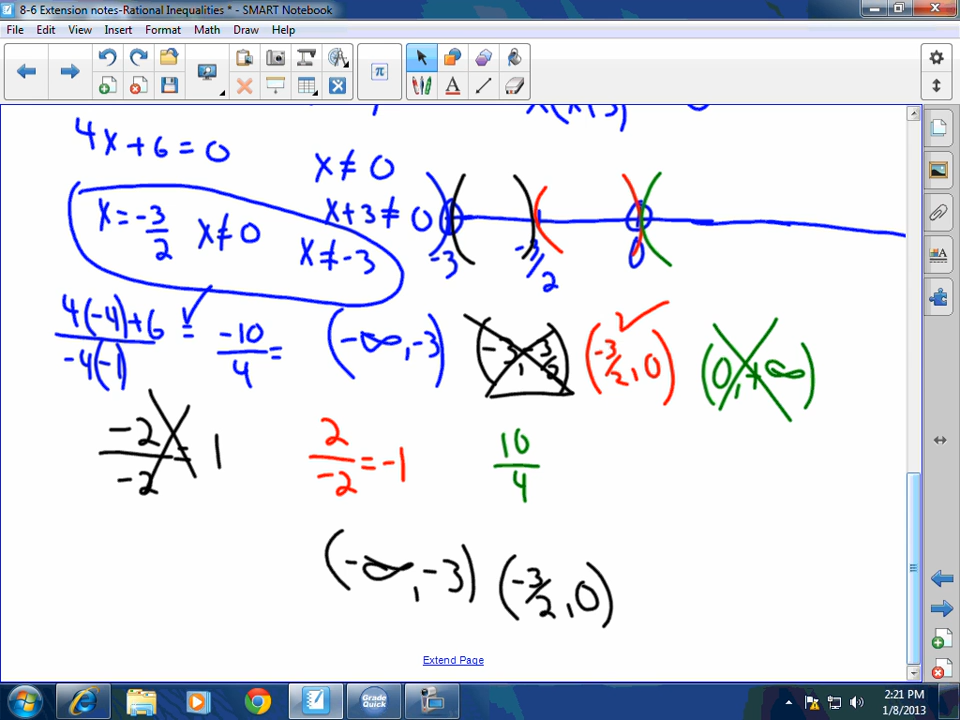 8-6 Extension notes-Rational Inequalities * - SMART Notebook
File Edit View Insert Format Math Draw Help
π
A
x(x+3)
4x+6=0
x≠0
x=-3/2 x≠0
x+3≠0
x≠-3
-3 -3/2 0
4(-4)+6 / -4(-1) = -10/4 =
(-∞,-3) (-3, -3/2) (-3/2, 0) (0,+∞)
-2/-2 = 1
2/-2 = -1
10/4
(-∞,-3) (-3/2, 0)
Extend Page
Grade Quick
2:21 PM
1/8/2013